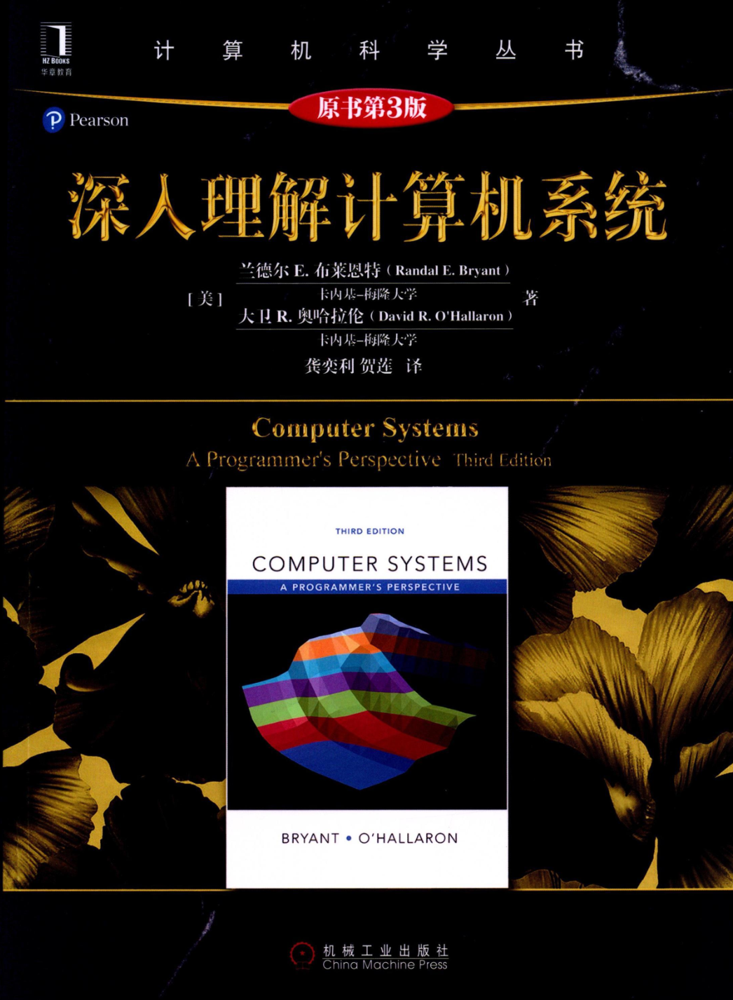 HZ BOOKS
华章教育
计算机科学丛书
原书第3版
Pearson
深入理解计算机系统
兰德尔 E. 布莱恩特（Randal E. Bryant）
卡内基-梅隆大学
[美]
著
大卫 R. 奥哈拉伦（David R. O'Hallaron）
卡内基-梅隆大学
龚奕利 贺莲 译
Computer Systems
A Programmer's Perspective Third Edition
THIRD EDITION
COMPUTER SYSTEMS
A PROGRAMMER'S PERSPECTIVE
BRYANT • O'HALLARON
机械工业出版社
China Machine Press